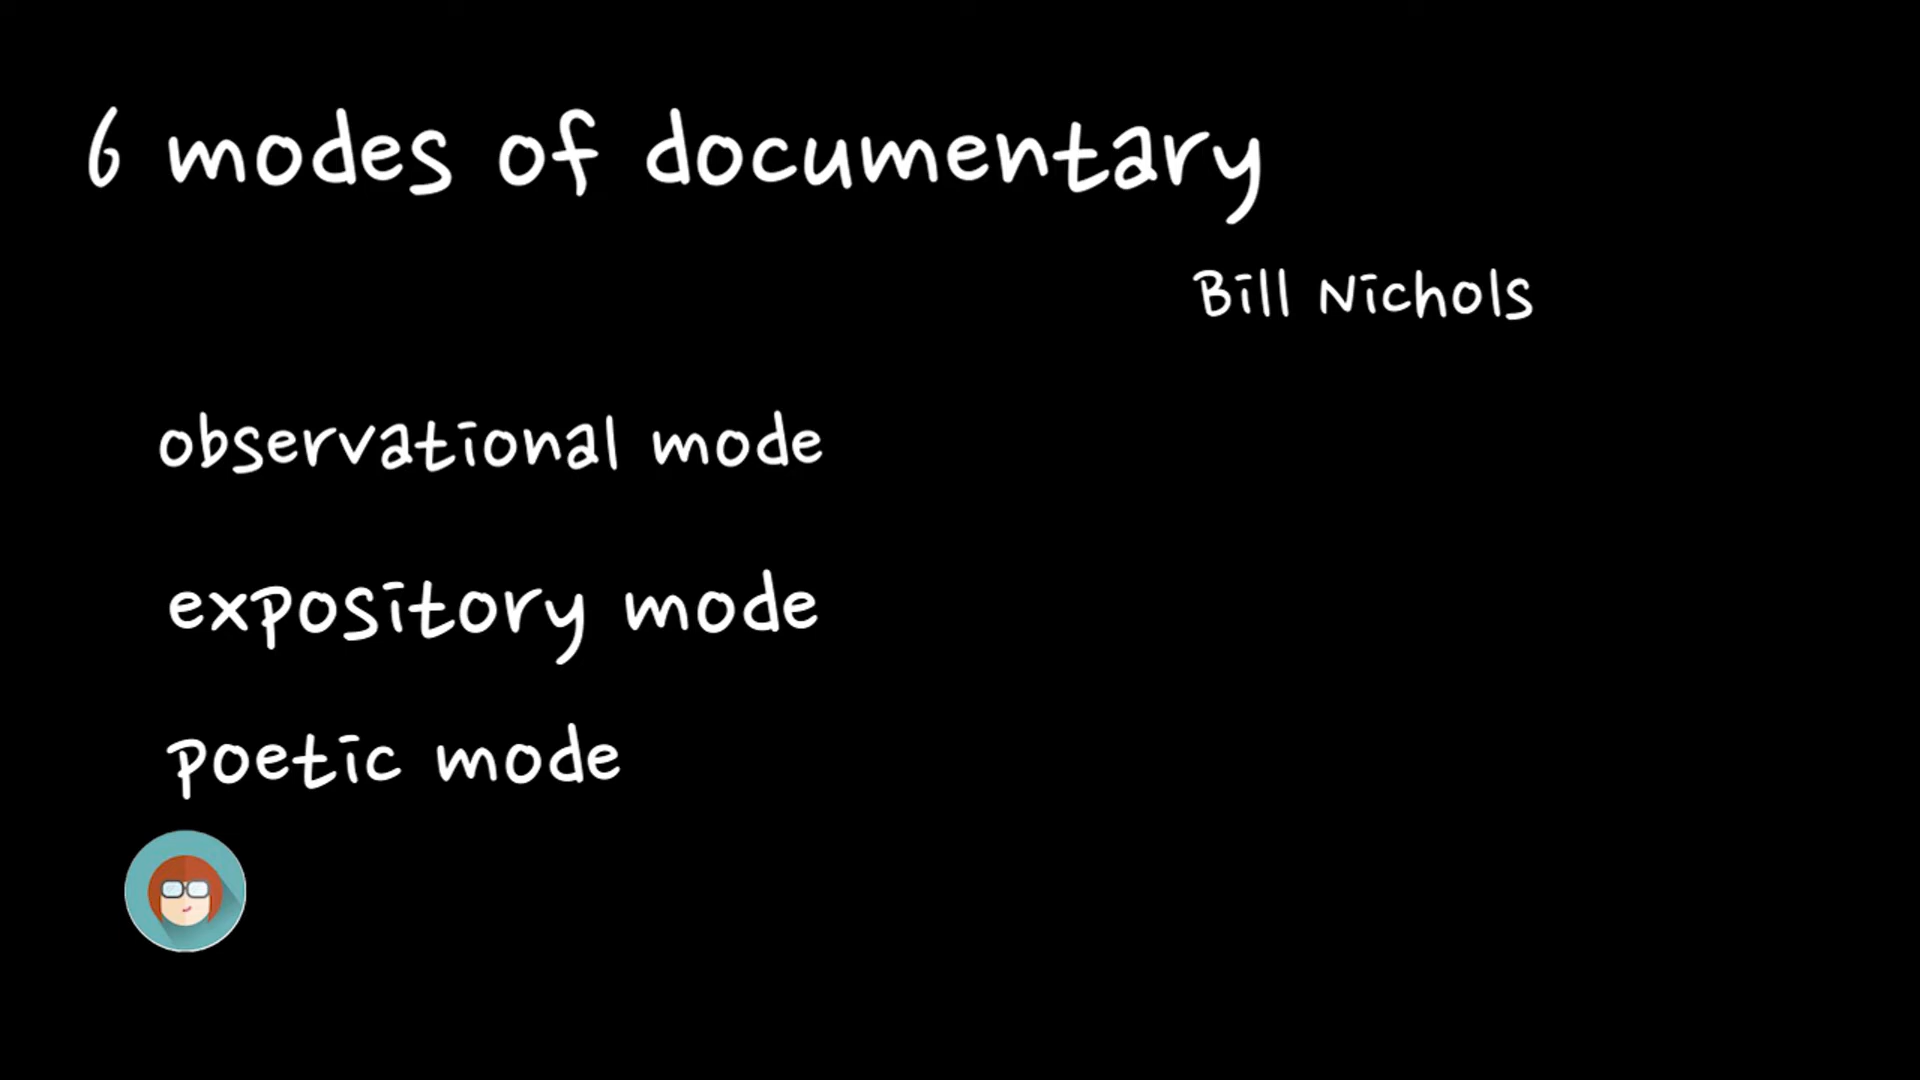 6 modes of documentary
Bill Nichols
observational mode
expository mode
poetic mode